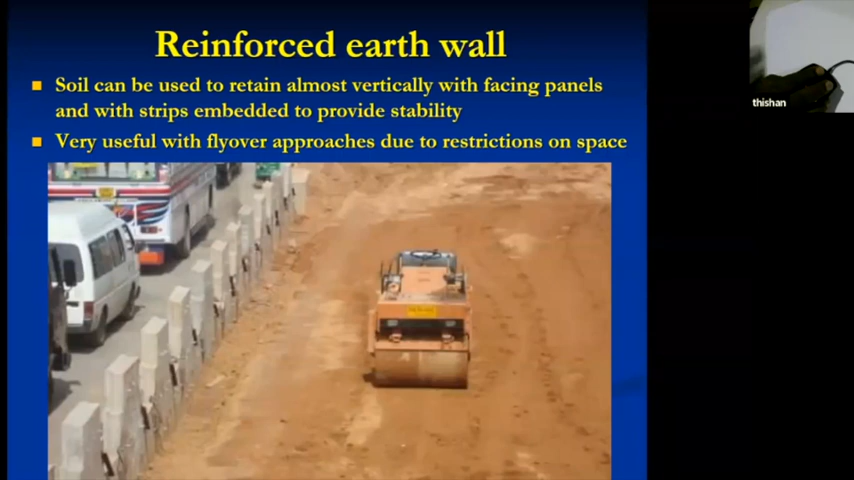 Reinforced earth wall
Soil can be used to retain almost vertically with facing panels
and with strips embedded to provide stability
Very useful with flyover approaches due to restrictions on space
thishan